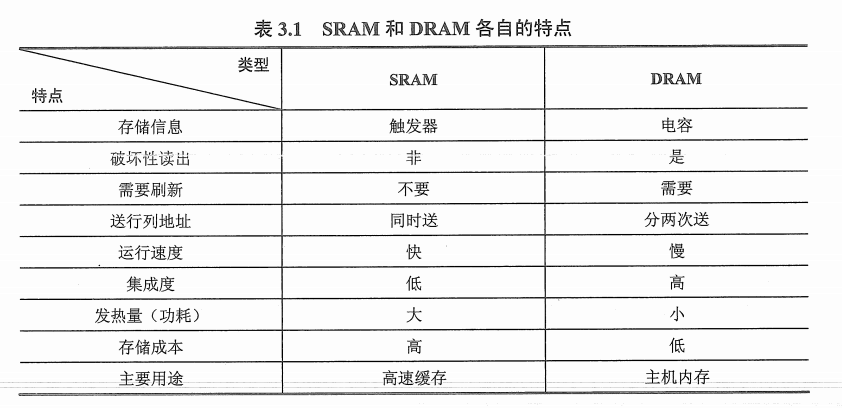 表 3.1 SRAM 和 DRAM 各自的特点
类型
特点
SRAM
DRAM
存储信息 触发器 电容
破坏性读出 非 是
需要刷新 不要 需要
送行列地址 同时送 分两次送
运行速度 快 慢
集成度 低 高
发热量（功耗） 大 小
存储成本 高 低
主要用途 高速缓存 主机内存